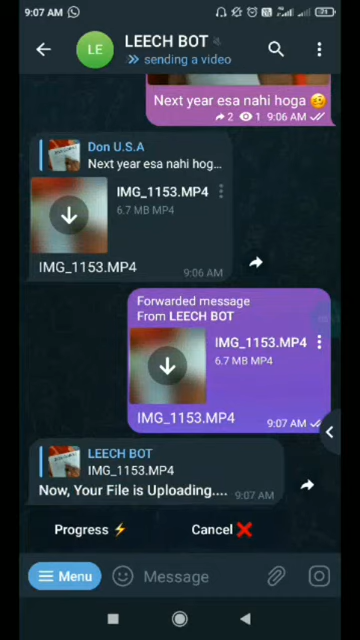 9:07 AM
21
LE
LEECH BOT
sending a video
Next year esa nahi hoga 🥴
2 1 9:06 AM
Don U.S.A
Next year esa nahi hog...
IMG_1153.MP4
6.7 MB MP4
IMG_1153.MP4
9:06 AM
Forwarded message
From LEECH BOT
IMG_1153.MP4
6.7 MB MP4
IMG_1153.MP4
9:07 AM
LEECH BOT
IMG_1153.MP4
Now, Your File is Uploading.... 9:07 AM
Progress ⚡
Cancel ❌
Menu
Message